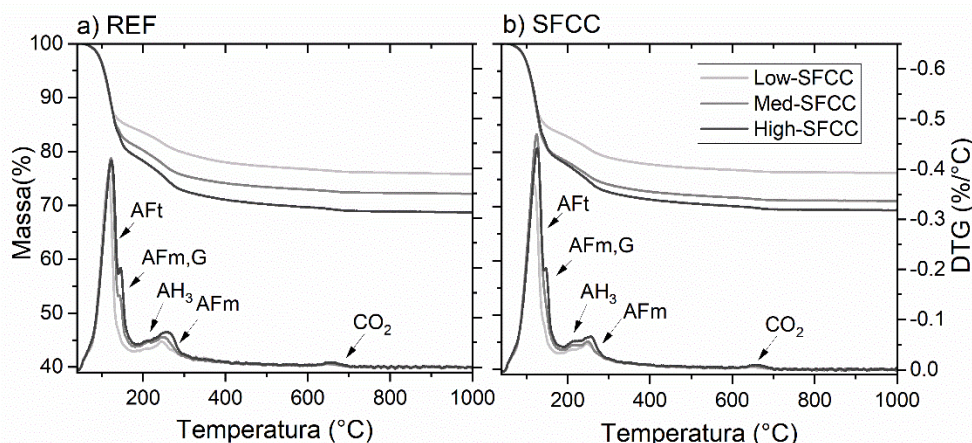 a) REF
b) SFCC
Massa(%)
100
90
80
70
60
50
40
AFt
AFm,G
AH₃
AFm
CO₂
200
400
600
800
1000
Temperatura (°C)
Low-SFCC
Med-SFCC
High-SFCC
AFt
AFm,G
AH₃
AFm
CO₂
200
400
600
800
1000
Temperatura (°C)
-0.6
-0.5
-0.4
-0.3
-0.2
-0.1
0.0
DTG (%/°C)